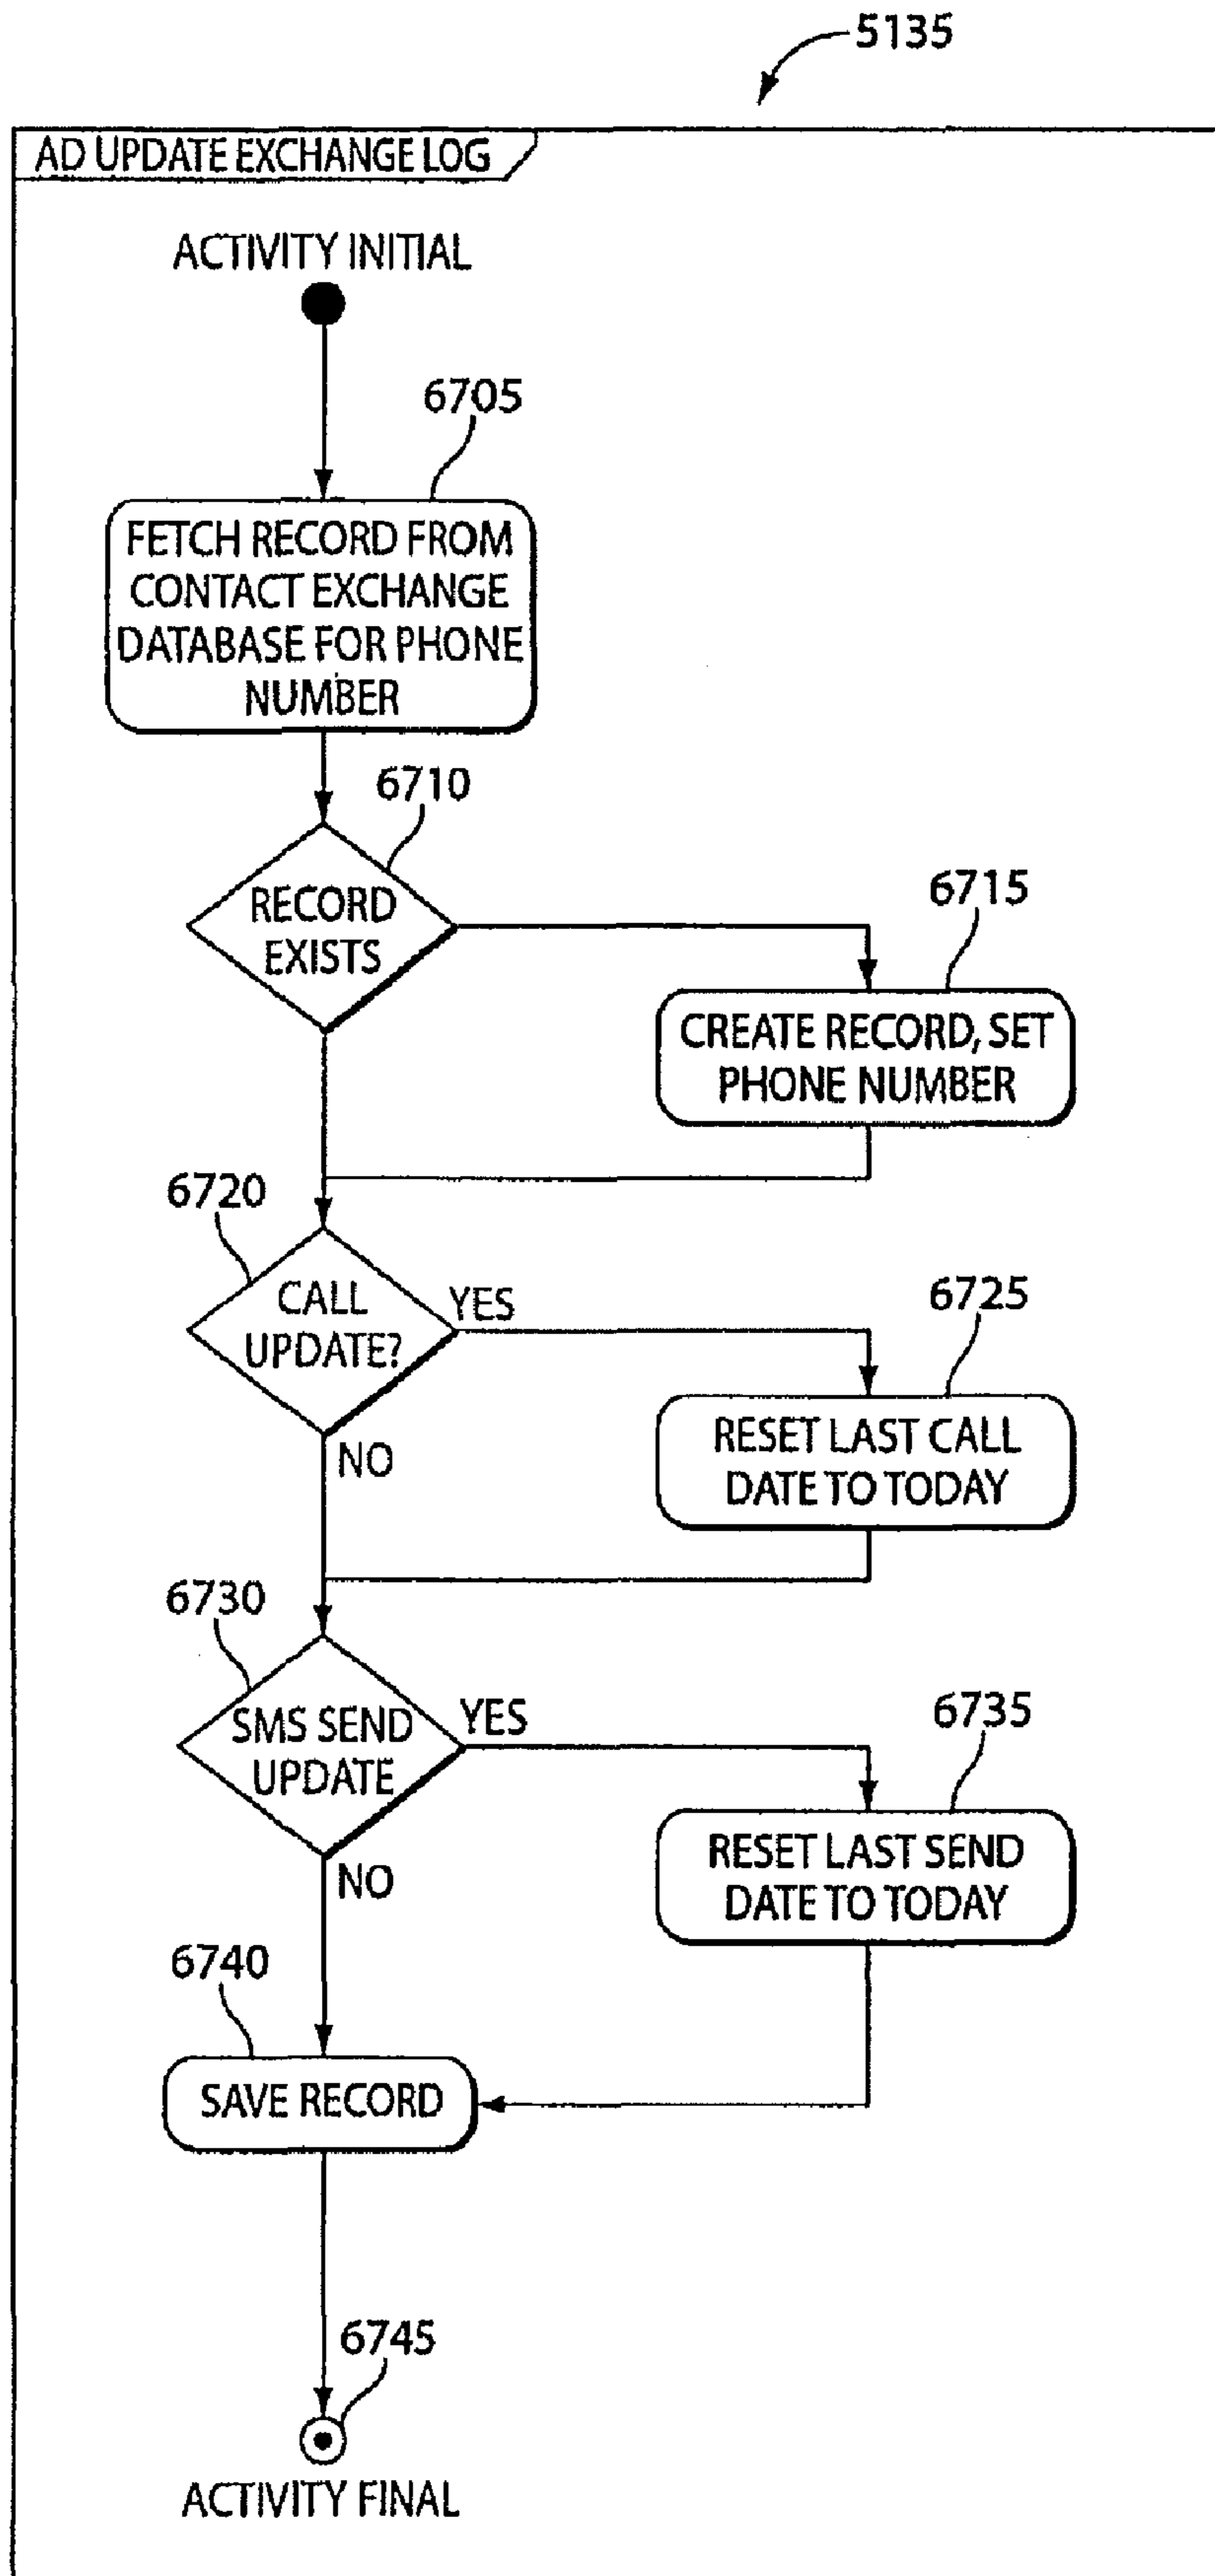 5135
AD UPDATE EXCHANGE LOG
ACTIVITY INITIAL
6705
FETCH RECORD FROM
CONTACT EXCHANGE
DATABASE FOR PHONE
NUMBER
6710
RECORD
EXISTS
6715
CREATE RECORD, SET
PHONE NUMBER
6720
CALL
UPDATE?
YES
NO
6725
RESET LAST CALL
DATE TO TODAY
6730
SMS SEND
UPDATE
YES
NO
6735
RESET LAST SEND
DATE TO TODAY
6740
SAVE RECORD
6745
ACTIVITY FINAL